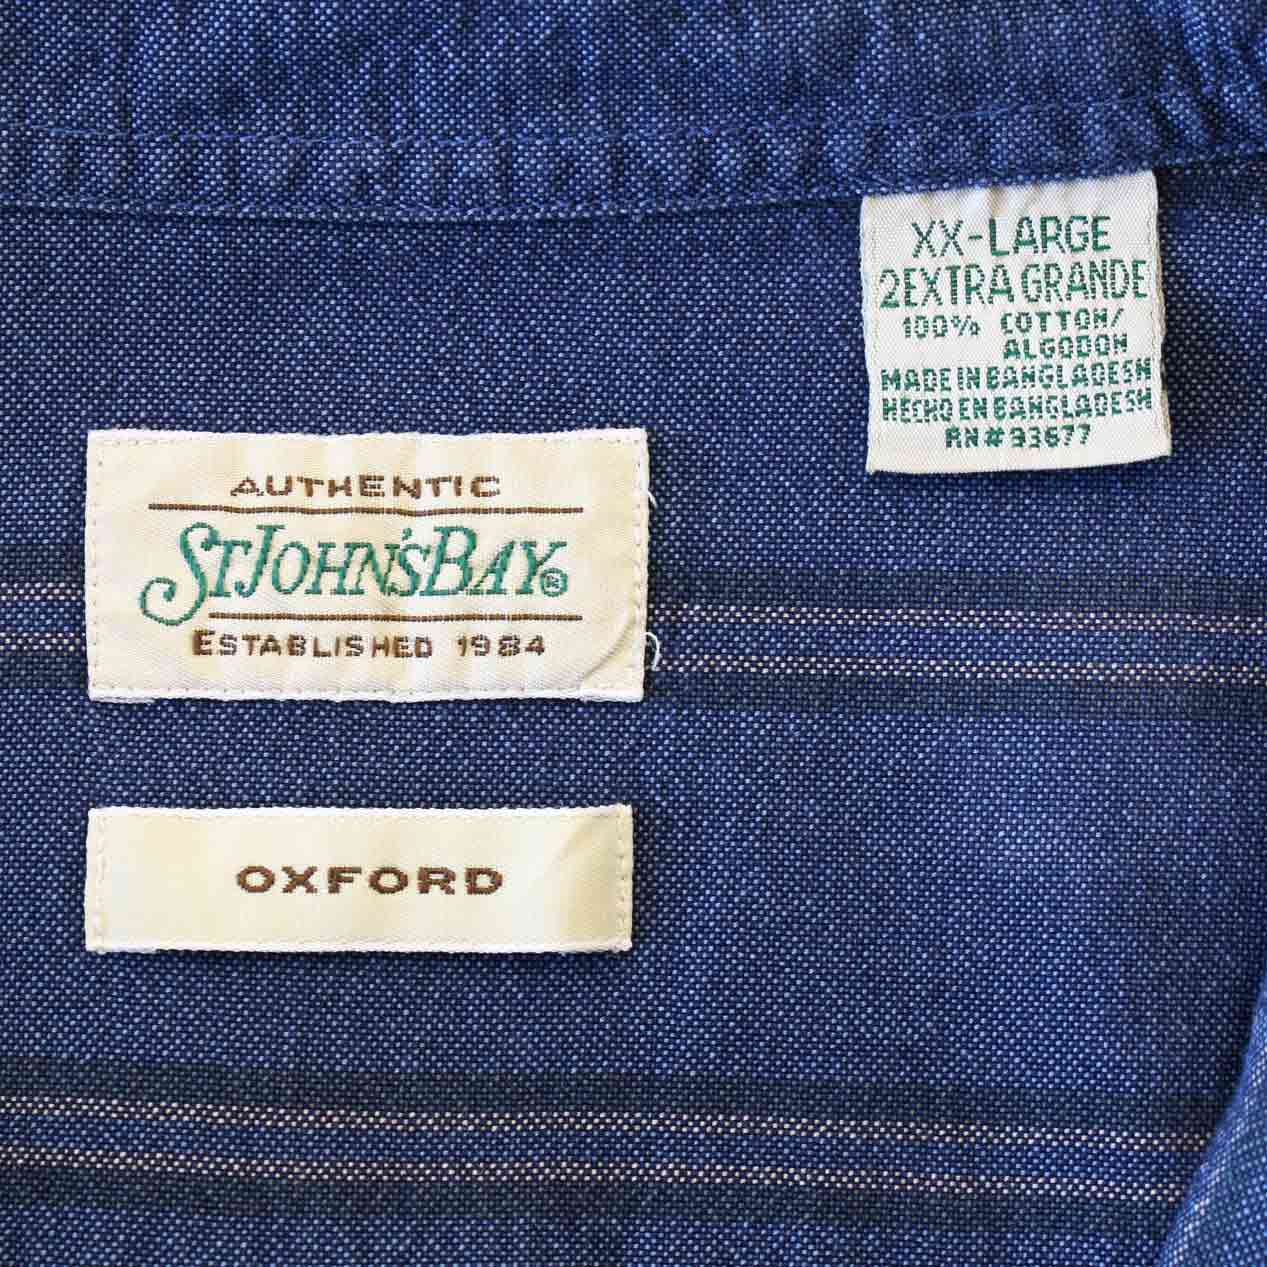 XX-LARGE
2EXTRA GRANDE
100% COTTON/
ALGODON
MADE IN BANGLADESH
HECHO EN BANGLADESH
RN#93677
AUTHENTIC
ST JOHN'S BAY®
ESTABLISHED 1984
OXFORD